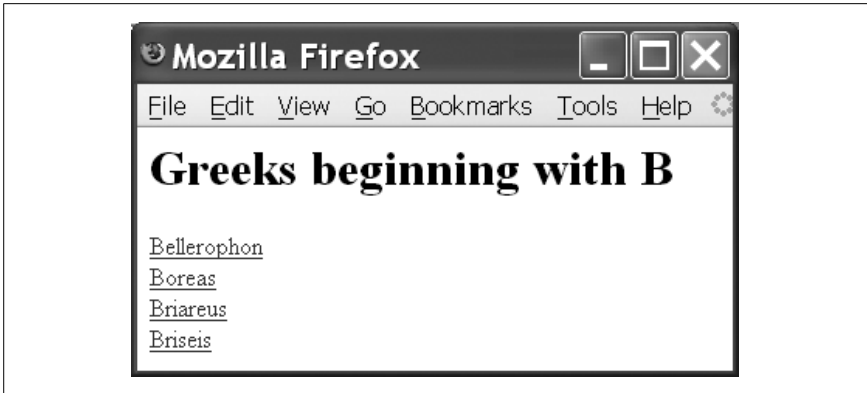 Mozilla Firefox
File Edit View Go Bookmarks Tools Help
Greeks beginning with B
Bellerophon
Boreas
Briareus
Briseis